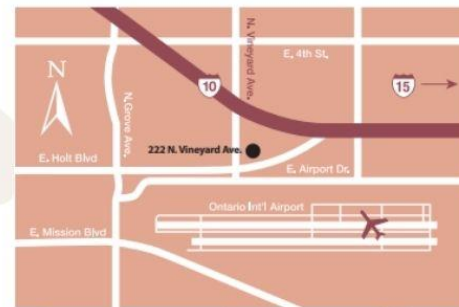 E. 4th St.
N. Vineyard Ave.
N
10
15
N. Grove Ave.
222 N. Vineyard Ave.
E. Holt Blvd
E. Airport Dr.
Ontario Int'l Airport
E. Mission Blvd